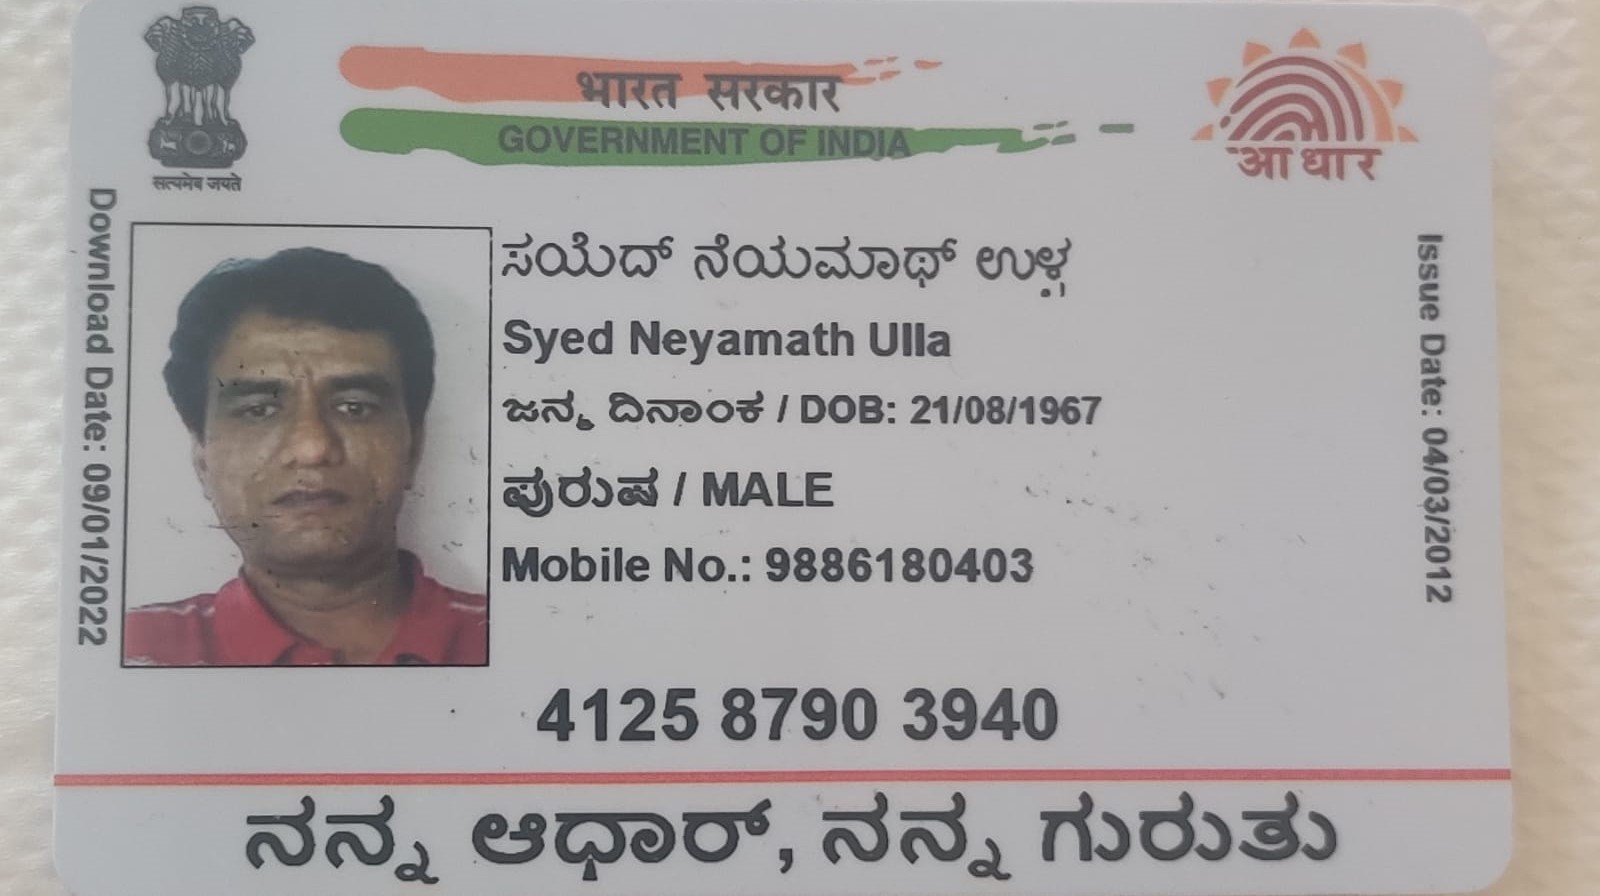 भारत सरकार
GOVERNMENT OF INDIA
सत्यमेव जयते
आधार
Download Date: 09/01/2022
ಸಯೆದ್ ನೆಯಮಾಥ್ ಉಳ್ಳ
Syed Neyamath Ulla
ಜನ್ಮ ದಿನಾಂಕ / DOB: 21/08/1967
ಪುರುಷ / MALE
Mobile No.: 9886180403
Issue Date: 04/03/2012
4125 8790 3940
ನನ್ನ ಆಧಾರ್, ನನ್ನ ಗುರುತು